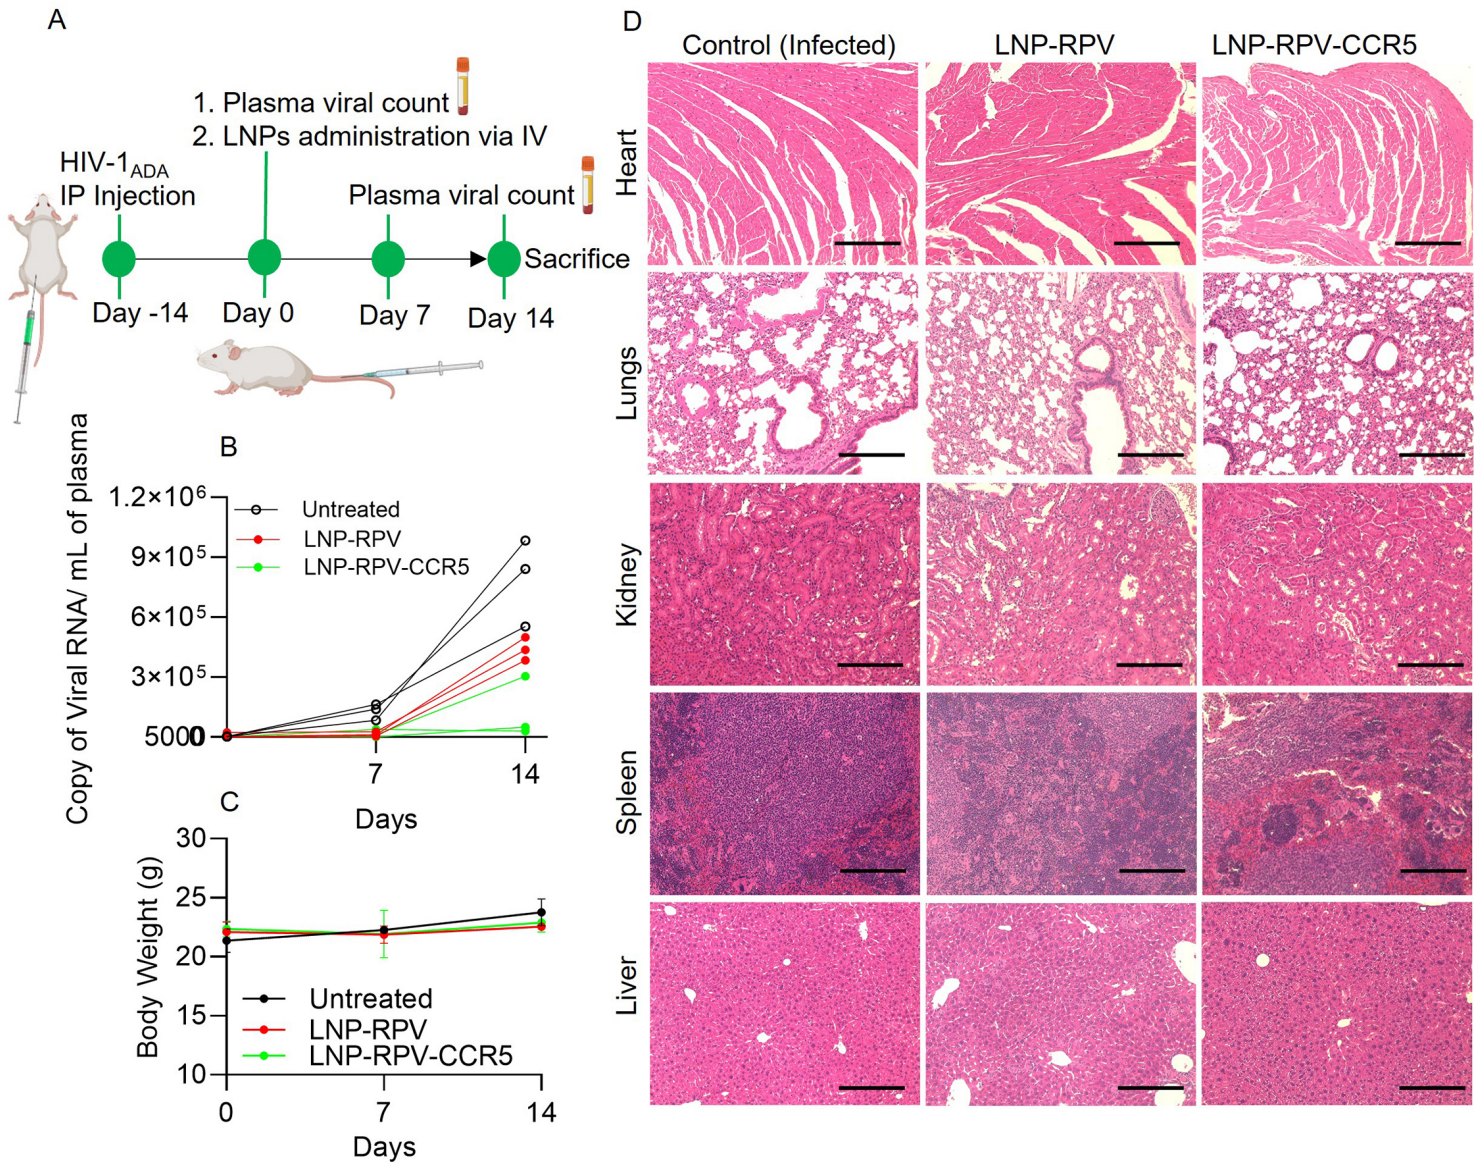 A
1. Plasma viral count
2. LNPs administration via IV
HIV-1ADA
IP Injection
Plasma viral count
Sacrifice
Day -14
Day 0
Day 7
Day 14
B
Copy of Viral RNA/ mL of plasma
1.2×10⁶
9×10⁵
6×10⁵
3×10⁵
5000
0
Untreated
LNP-RPV
LNP-RPV-CCR5
7
14
Days
C
Body Weight (g)
30
25
20
15
10
Untreated
LNP-RPV
LNP-RPV-CCR5
0
7
14
Days
D
Control (Infected)
LNP-RPV
LNP-RPV-CCR5
Heart
Lungs
Kidney
Spleen
Liver